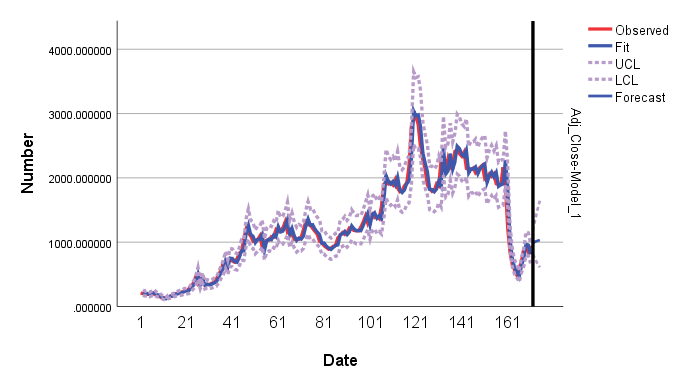 Observed
Fit
UCL
LCL
Forecast
4000.000000
3000.000000
2000.000000
1000.000000
.000000
Number
Adj_Close-Model_1
1 21 41 61 81 101 121 141 161
Date